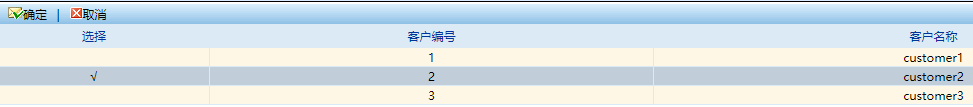 确定 | 取消
选择 客户编号 客户名称
1 customer1
√ 2 customer2
3 customer3